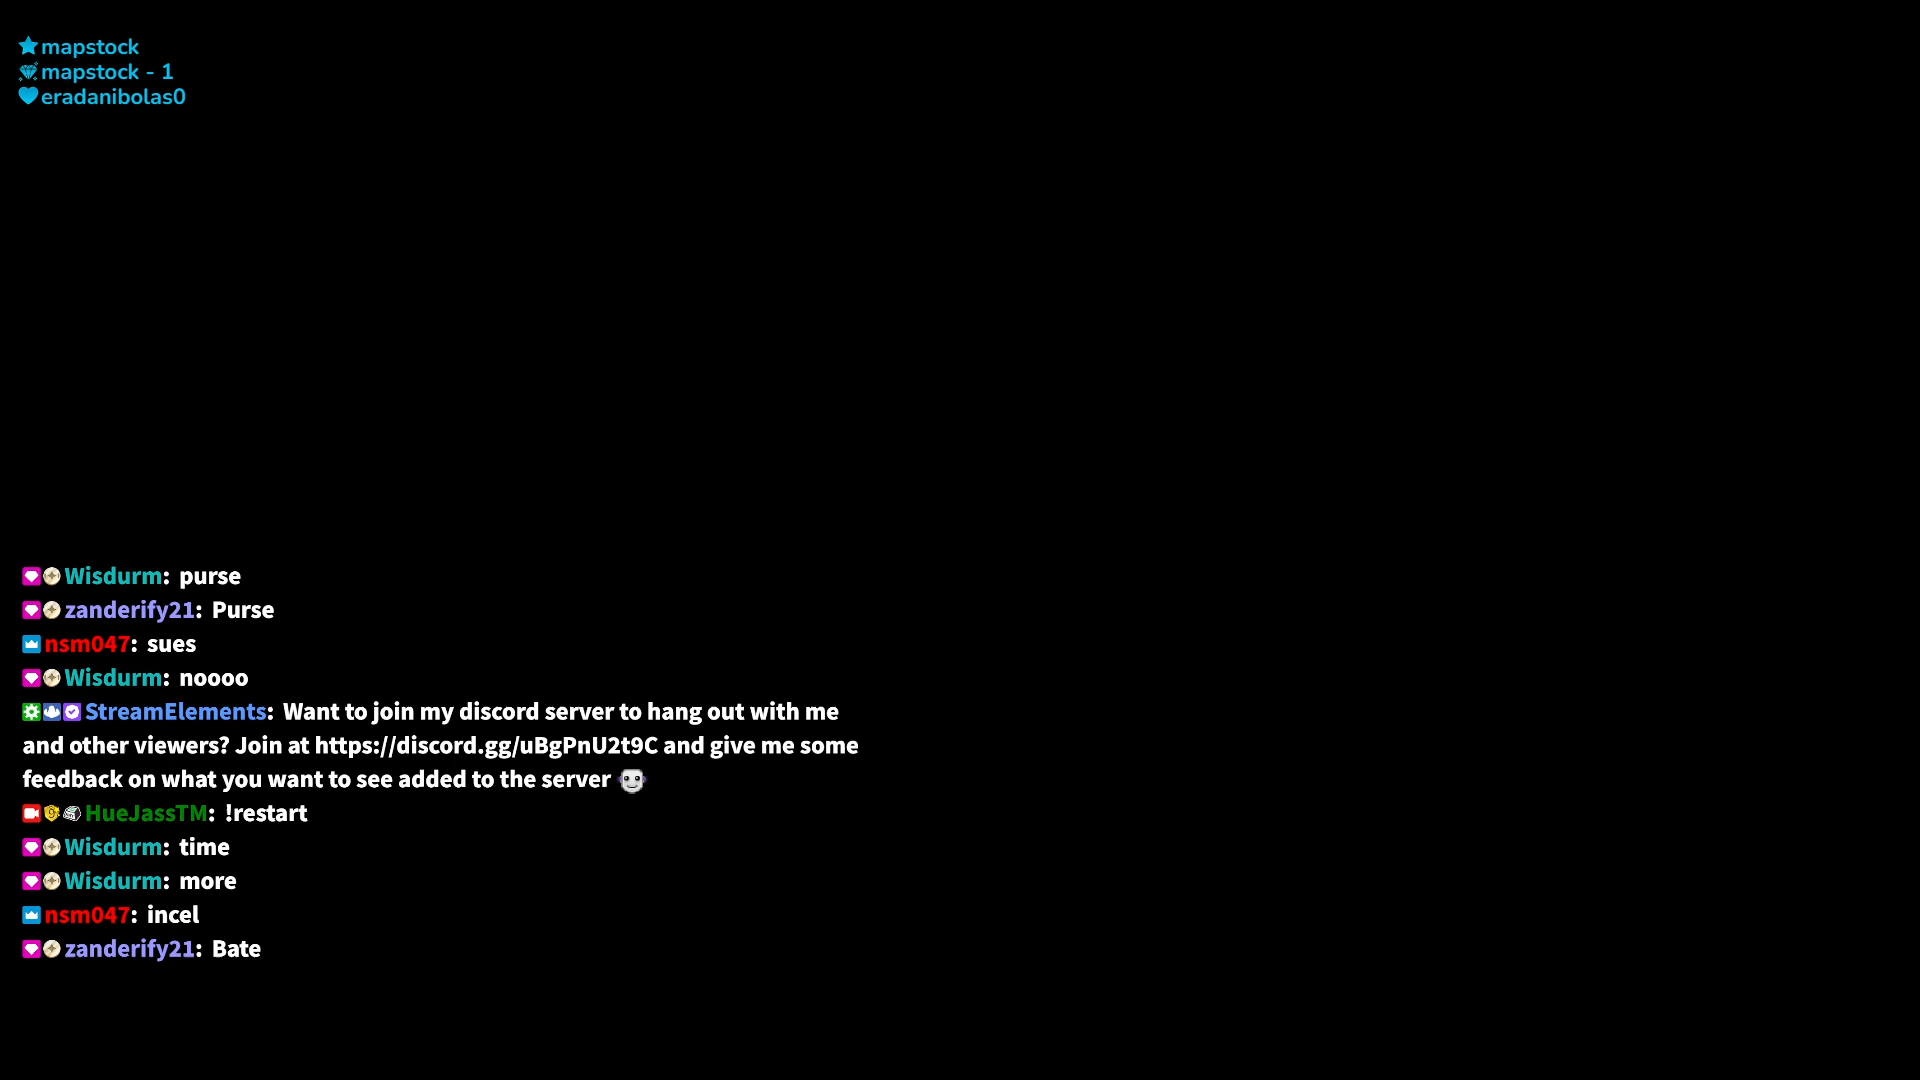 mapstock
mapstock - 1
eradanibolas0
Wisdurm: purse
zanderify21: Purse
nsm047: sues
Wisdurm: noooo
StreamElements: Want to join my discord server to hang out with me
and other viewers? Join at https://discord.gg/uBgPnU2t9C and give me some
feedback on what you want to see added to the server
HueJassTM: !restart
Wisdurm: time
Wisdurm: more
nsm047: incel
zanderify21: Bate